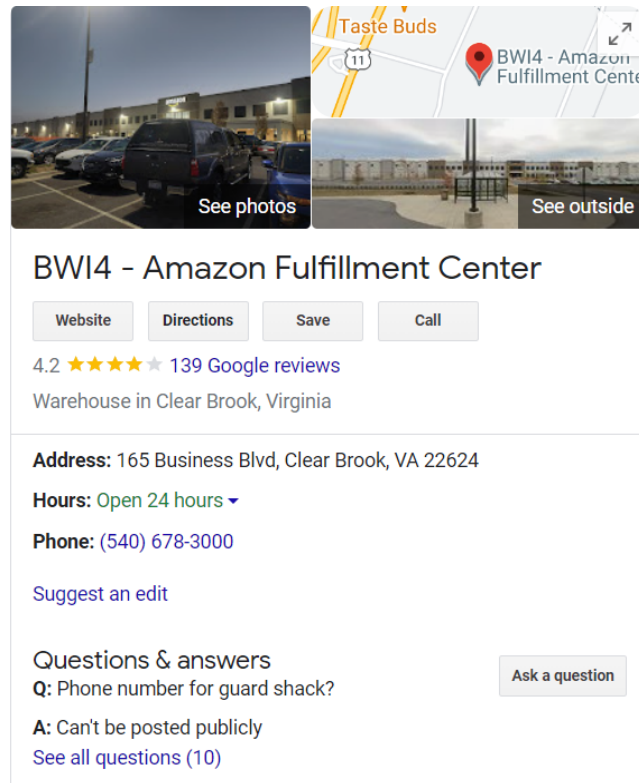 Taste Buds
11
BWI4 - Amazon
Fulfillment Cente
See photos
See outside
BWI4 - Amazon Fulfillment Center
Website
Directions
Save
Call
4.2
139 Google reviews
Warehouse in Clear Brook, Virginia
Address: 165 Business Blvd, Clear Brook, VA 22624
Hours: Open 24 hours
Phone: (540) 678-3000
Suggest an edit
Questions & answers
Ask a question
Q: Phone number for guard shack?
A: Can't be posted publicly
See all questions (10)